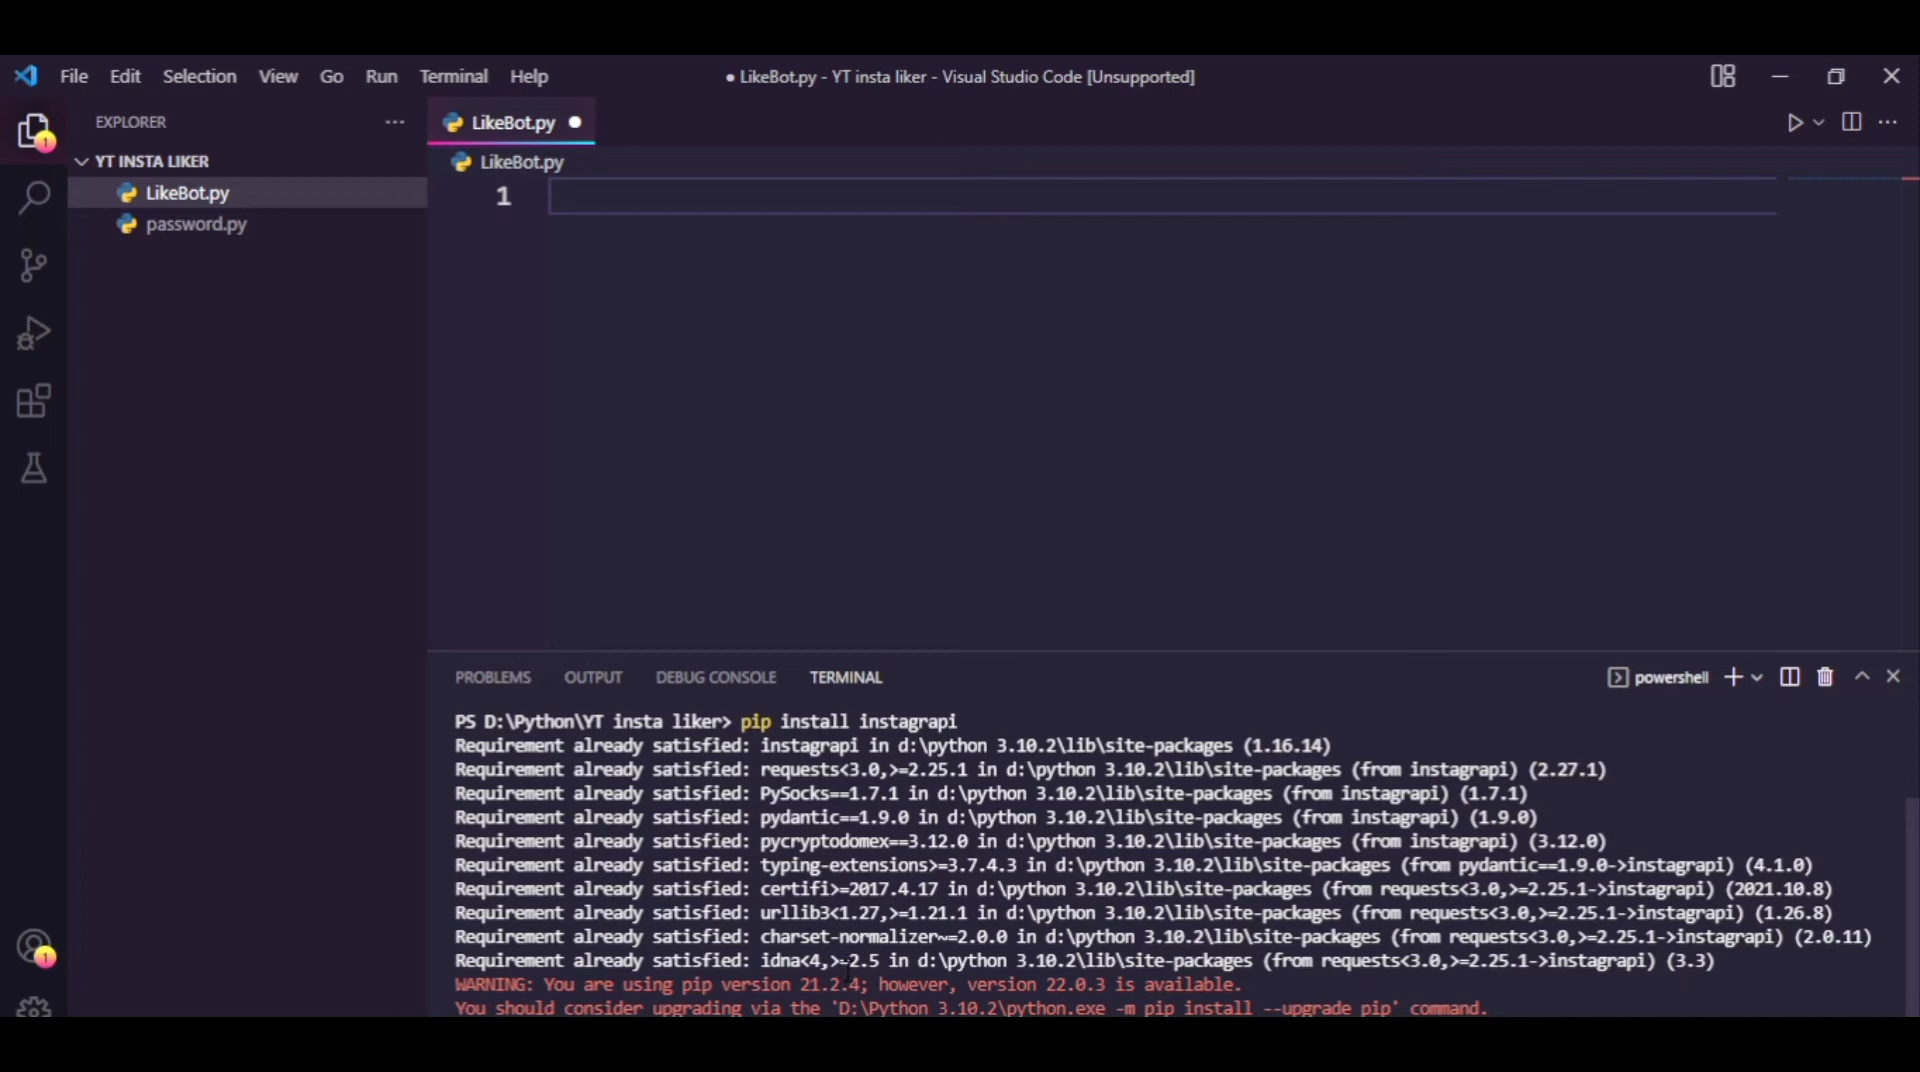 File Edit Selection View Go Run Terminal Help
● LikeBot.py - YT insta liker - Visual Studio Code [Unsupported]
EXPLORER
LikeBot.py
1
YT INSTA LIKER
LikeBot.py
LikeBot.py
password.py
1
1
PROBLEMS OUTPUT DEBUG CONSOLE TERMINAL
powershell
PS D:\Python\YT insta liker> pip install instagrapi
Requirement already satisfied: instagrapi in d:\python 3.10.2\lib\site-packages (1.16.14)
Requirement already satisfied: requests<3.0,>=2.25.1 in d:\python 3.10.2\lib\site-packages (from instagrapi) (2.27.1)
Requirement already satisfied: PySocks==1.7.1 in d:\python 3.10.2\lib\site-packages (from instagrapi) (1.7.1)
Requirement already satisfied: pydantic==1.9.0 in d:\python 3.10.2\lib\site-packages (from instagrapi) (1.9.0)
Requirement already satisfied: pycryptodomex==3.12.0 in d:\python 3.10.2\lib\site-packages (from instagrapi) (3.12.0)
Requirement already satisfied: typing-extensions>=3.7.4.3 in d:\python 3.10.2\lib\site-packages (from pydantic==1.9.0->instagrapi) (4.1.0)
Requirement already satisfied: certifi>=2017.4.17 in d:\python 3.10.2\lib\site-packages (from requests<3.0,>=2.25.1->instagrapi) (2021.10.8)
Requirement already satisfied: urllib3<1.27,>=1.21.1 in d:\python 3.10.2\lib\site-packages (from requests<3.0,>=2.25.1->instagrapi) (1.26.8)
Requirement already satisfied: charset-normalizer~=2.0.0 in d:\python 3.10.2\lib\site-packages (from requests<3.0,>=2.25.1->instagrapi) (2.0.11)
Requirement already satisfied: idna<4,>=2.5 in d:\python 3.10.2\lib\site-packages (from requests<3.0,>=2.25.1->instagrapi) (3.3)
WARNING: You are using pip version 21.2.4; however, version 22.0.3 is available.
You should consider upgrading via the 'D:\Python 3.10.2\python.exe -m pip install --upgrade pip' command.